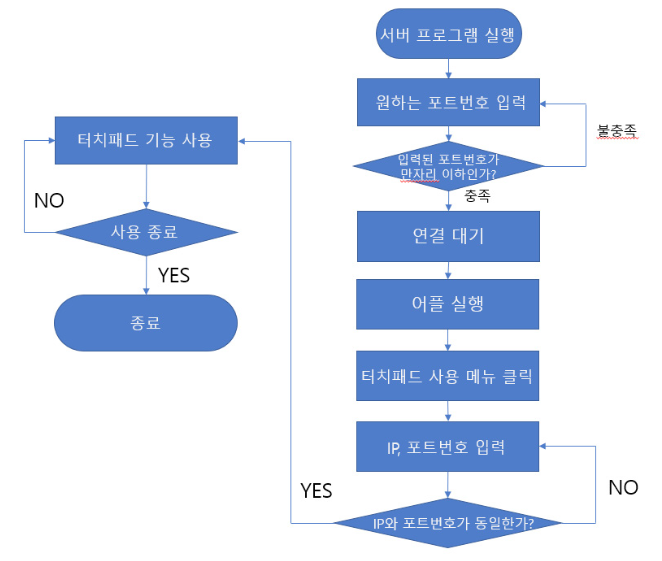 서버 프로그램 실행
원하는 포트번호 입력
불충족
입력된 포트번호가
만자리 이하인가?
충족
연결 대기
어플 실행
터치패드 사용 메뉴 클릭
IP, 포트번호 입력
NO
IP와 포트번호가 동일한가?
YES
터치패드 기능 사용
NO
사용 종료
YES
종료